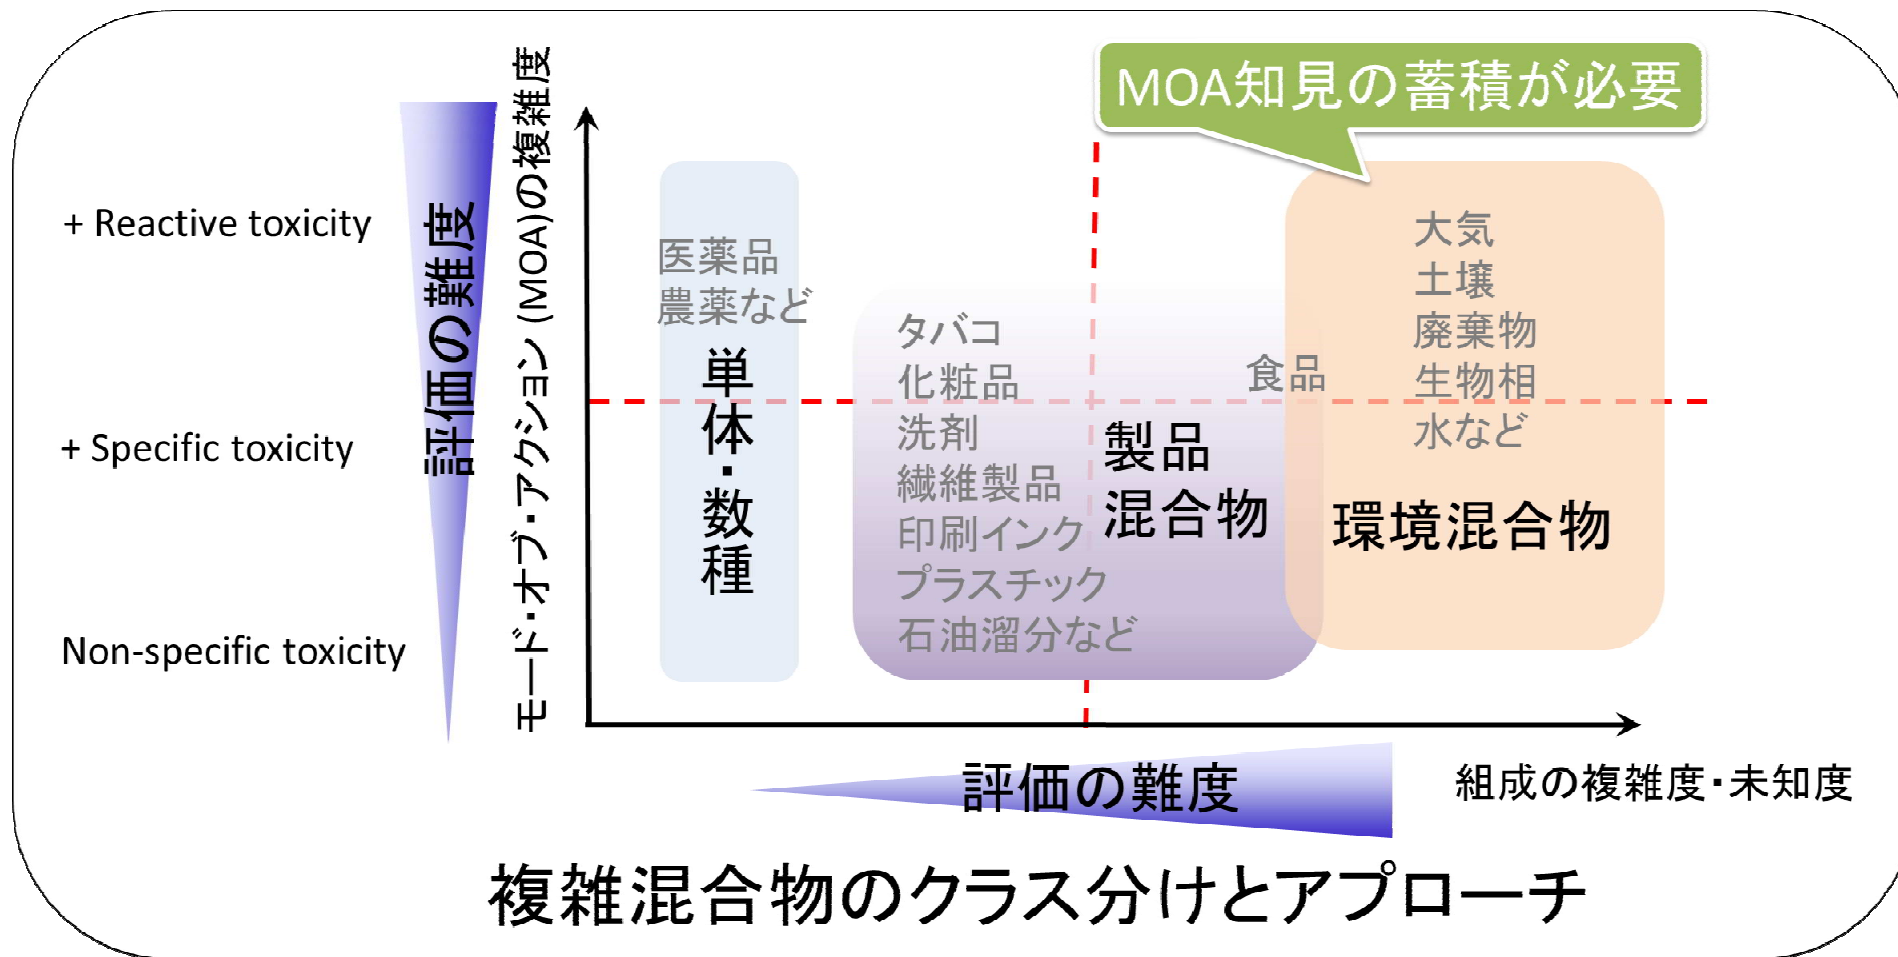 MOA知見の蓄積が必要
+ Reactive toxicity
+ Specific toxicity
Non-specific toxicity
評価の難度
モード・オブ・アクション (MOA)の複雑度
医薬品
農薬など
単体・数種
タバコ
化粧品
洗剤
繊維製品
印刷インク
プラスチック
石油溜分など
製品
混合物
食品
大気
土壌
廃棄物
生物相
水など
環境混合物
評価の難度
組成の複雑度・未知度
複雑混合物のクラス分けとアプローチ